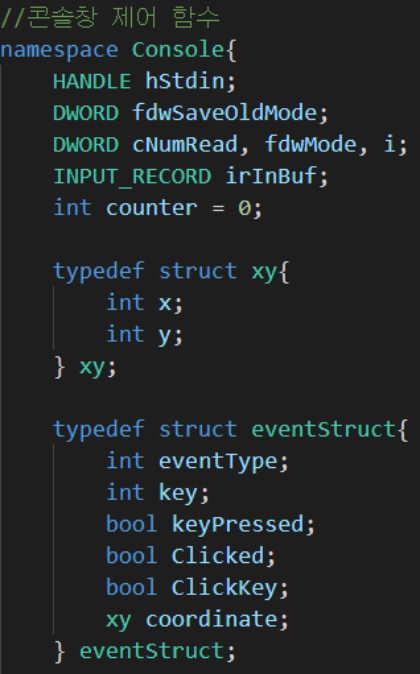 //콘솔창 제어 함수
namespace Console{
    HANDLE hStdin;
    DWORD fdwSaveOldMode;
    DWORD cNumRead, fdwMode, i;
    INPUT_RECORD irInBuf;
    int counter = 0;

    typedef struct xy{
        int x;
        int y;
    } xy;

    typedef struct eventStruct{
        int eventType;
        int key;
        bool keyPressed;
        bool Clicked;
        bool ClickKey;
        xy coordinate;
    } eventStruct;